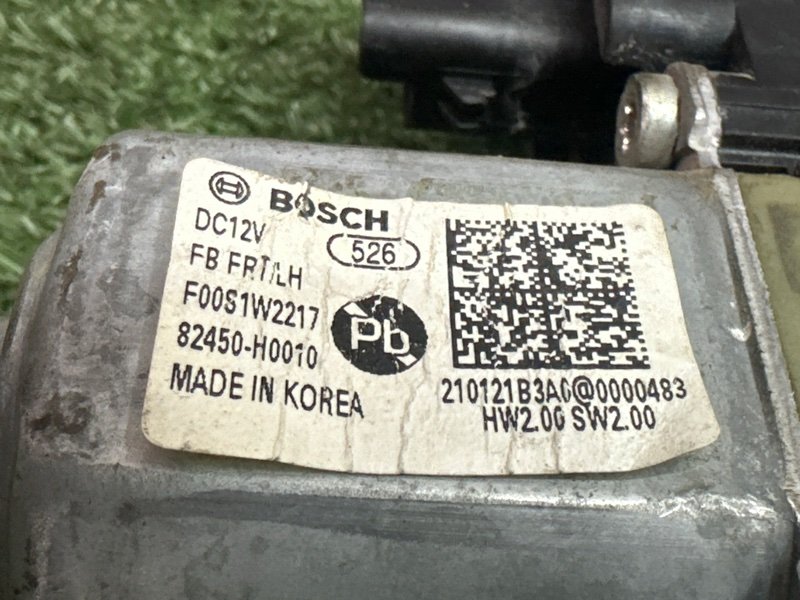 BOSCH
DC12V
526
FB FRT/LH
F00S1W2217
82450-H0010
Pb
MADE IN KOREA
210121B3A0@0000483
HW2.00 SW2.00